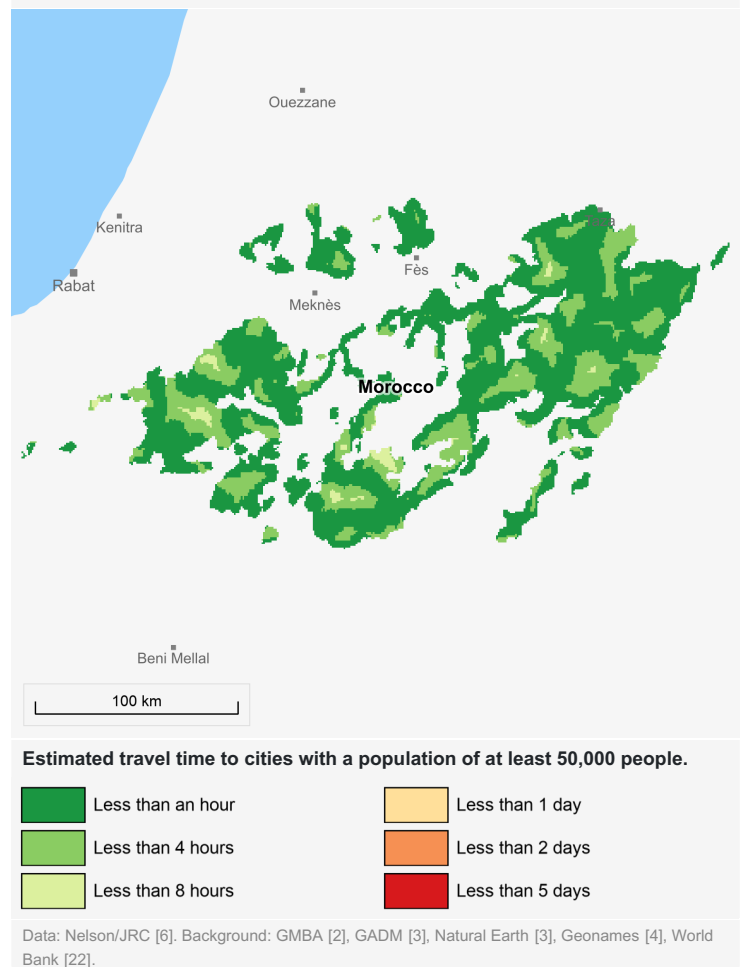 Ouezzane
Kenitra
Rabat
Fès
Meknès
Morocco
Beni Mellal
100 km
Estimated travel time to cities with a population of at least 50,000 people.
Less than an hour
Less than 1 day
Less than 4 hours
Less than 2 days
Less than 8 hours
Less than 5 days
Data: Nelson/JRC [6]. Background: GMBA [2], GADM [3], Natural Earth [3], Geonames [4], World
Bank [22].